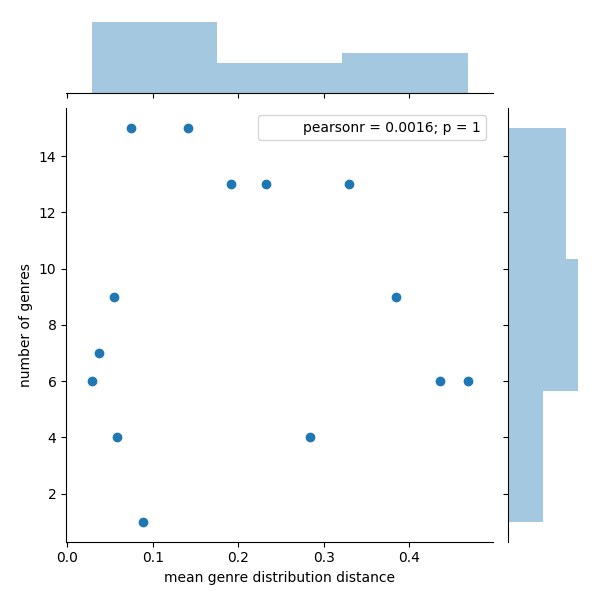 pearsonr = 0.0016; p = 1
14
12
10
8
6
4
2
number of genres
0.0 0.1 0.2 0.3 0.4
mean genre distribution distance